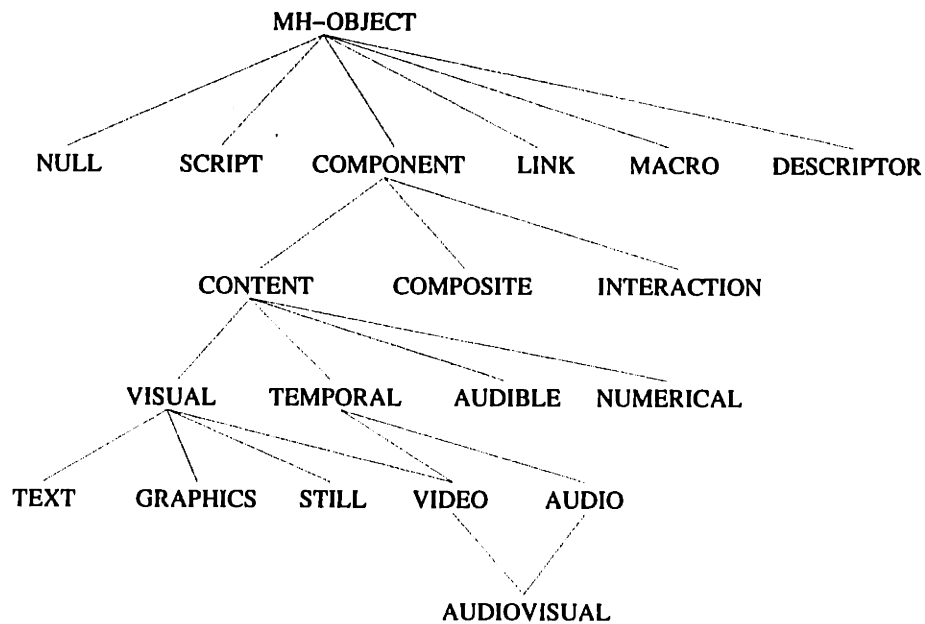 MH-OBJECT
NULL SCRIPT COMPONENT LINK MACRO DESCRIPTOR
CONTENT COMPOSITE INTERACTION
VISUAL TEMPORAL AUDIBLE NUMERICAL
TEXT GRAPHICS STILL VIDEO AUDIO
AUDIOVISUAL